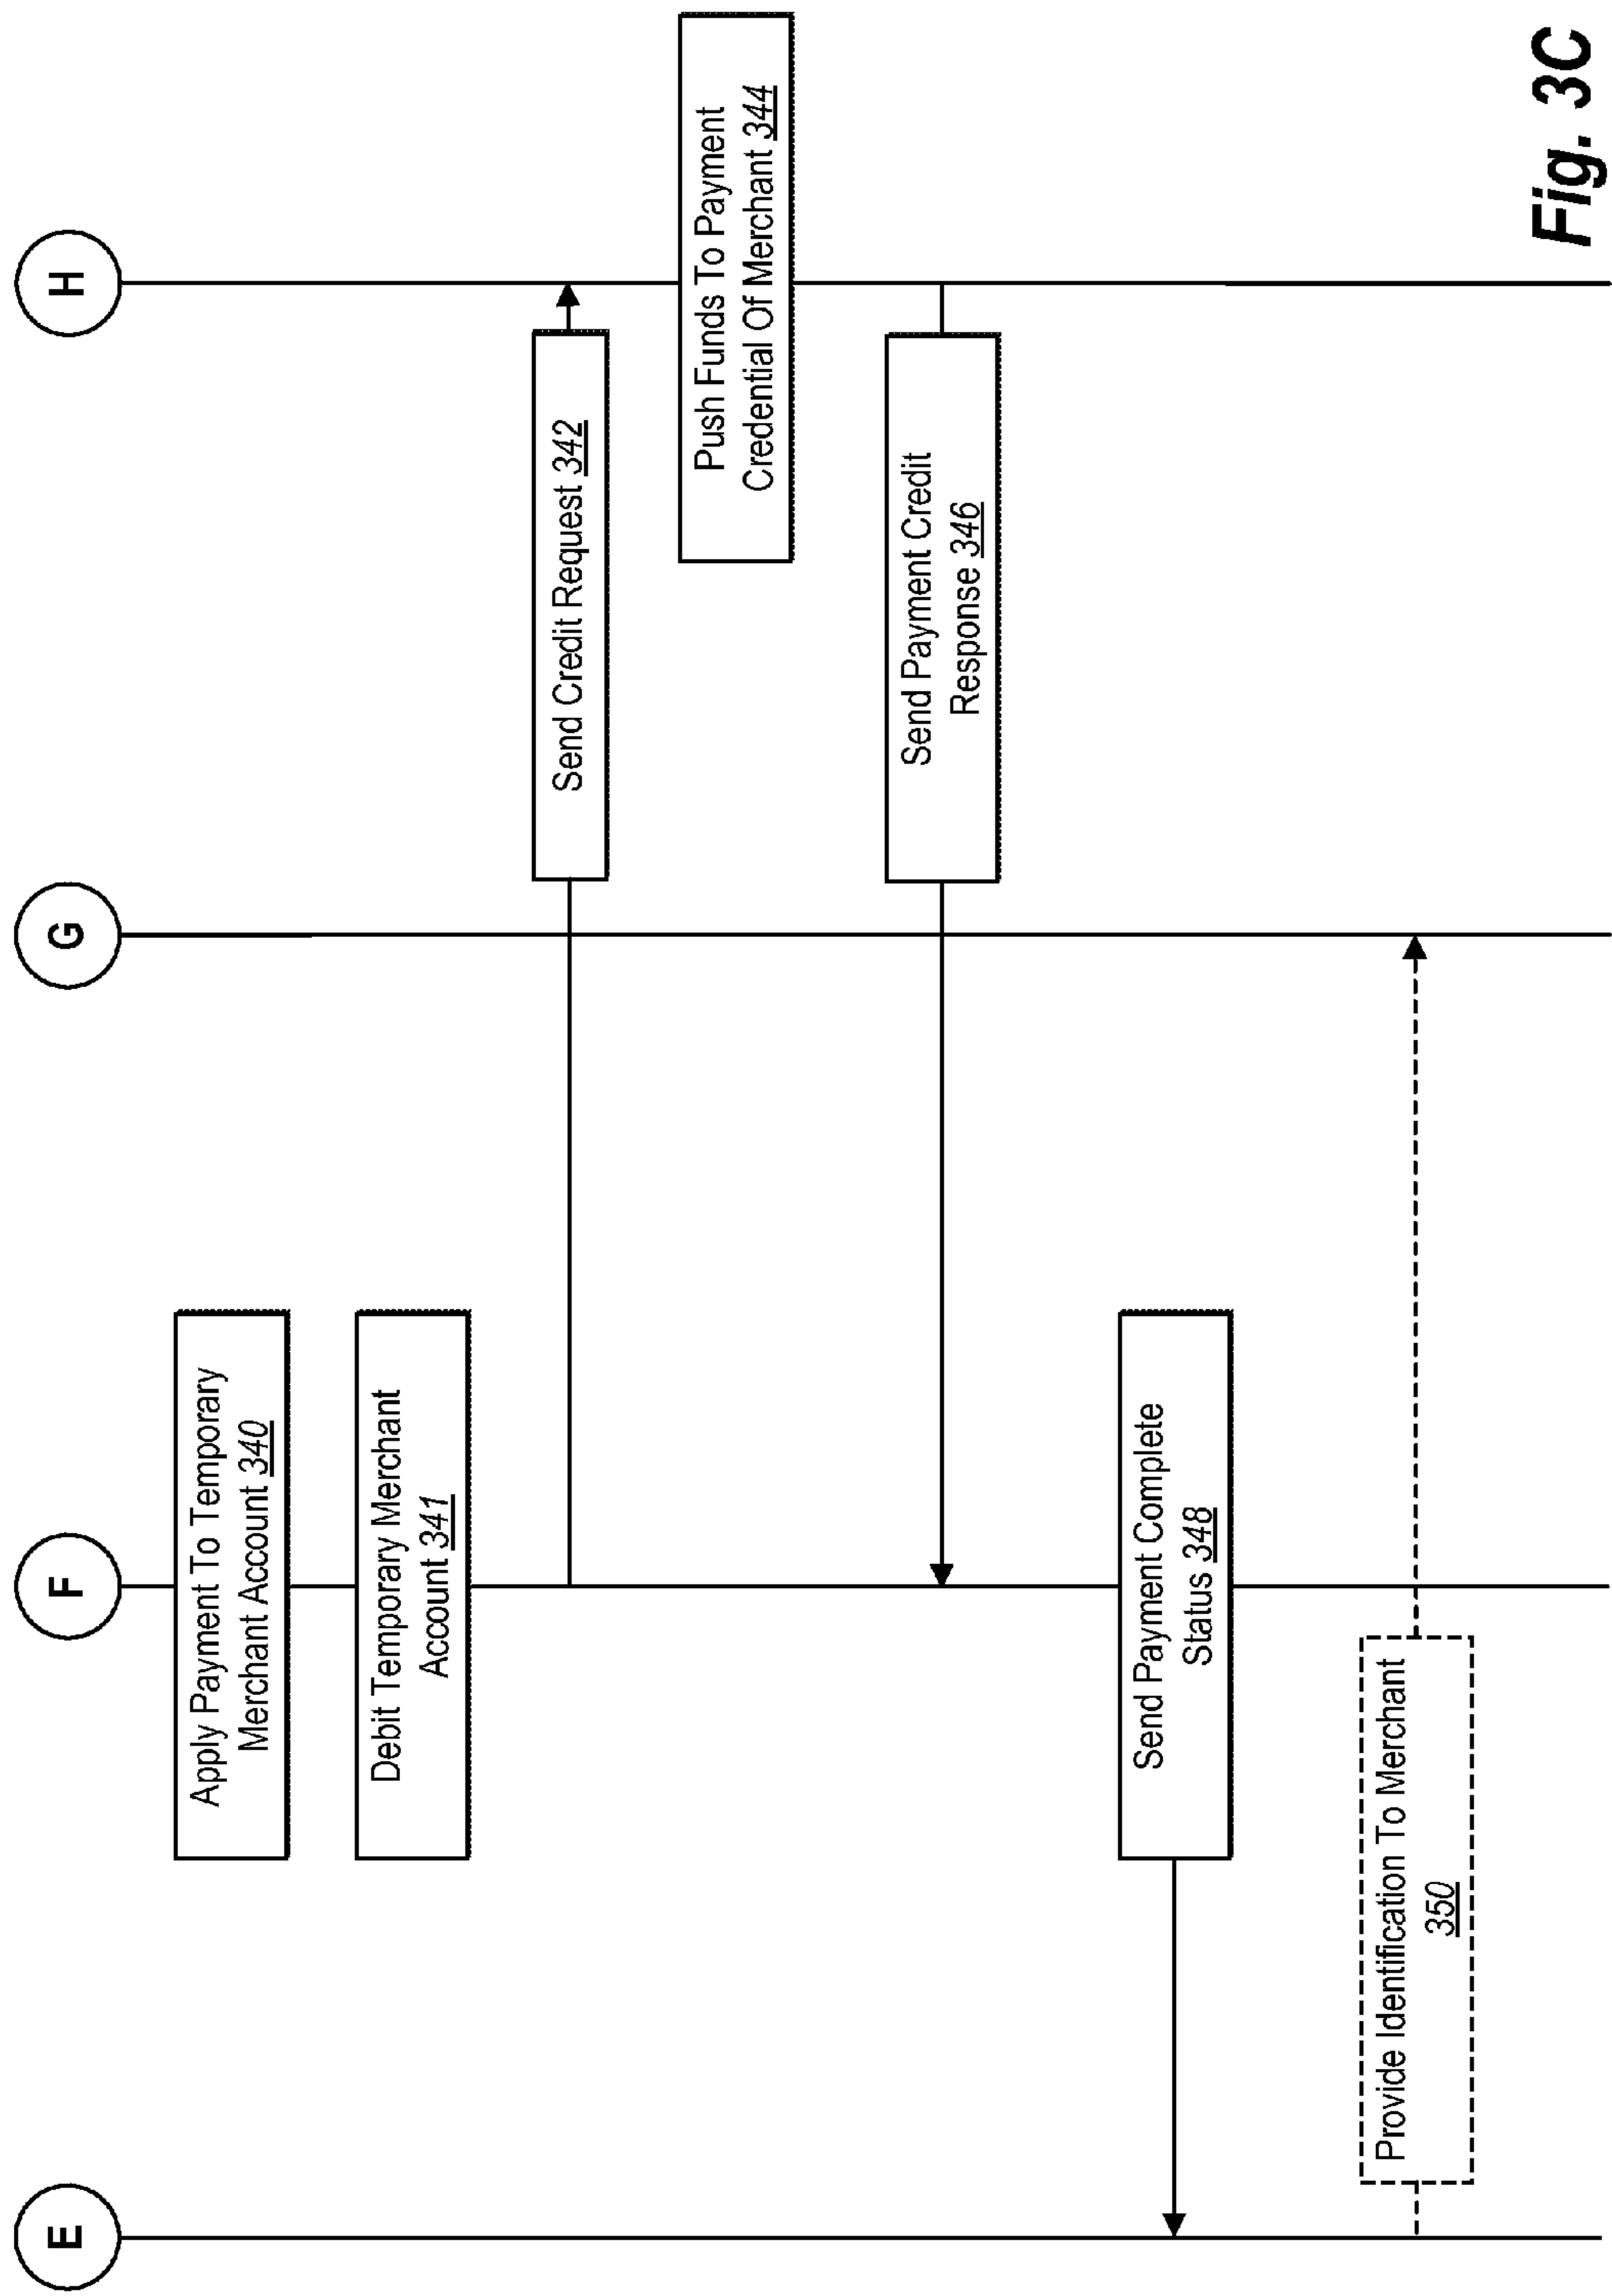 E
F
G
H
Apply Payment To Temporary
Merchant Account 340
Debit Temporary Merchant
Account 341
Send Credit Request 342
Push Funds To Payment
Credential Of Merchant 344
Send Payment Credit
Response 346
Send Payment Complete
Status 348
Provide Identification To Merchant
350
Fig. 3C